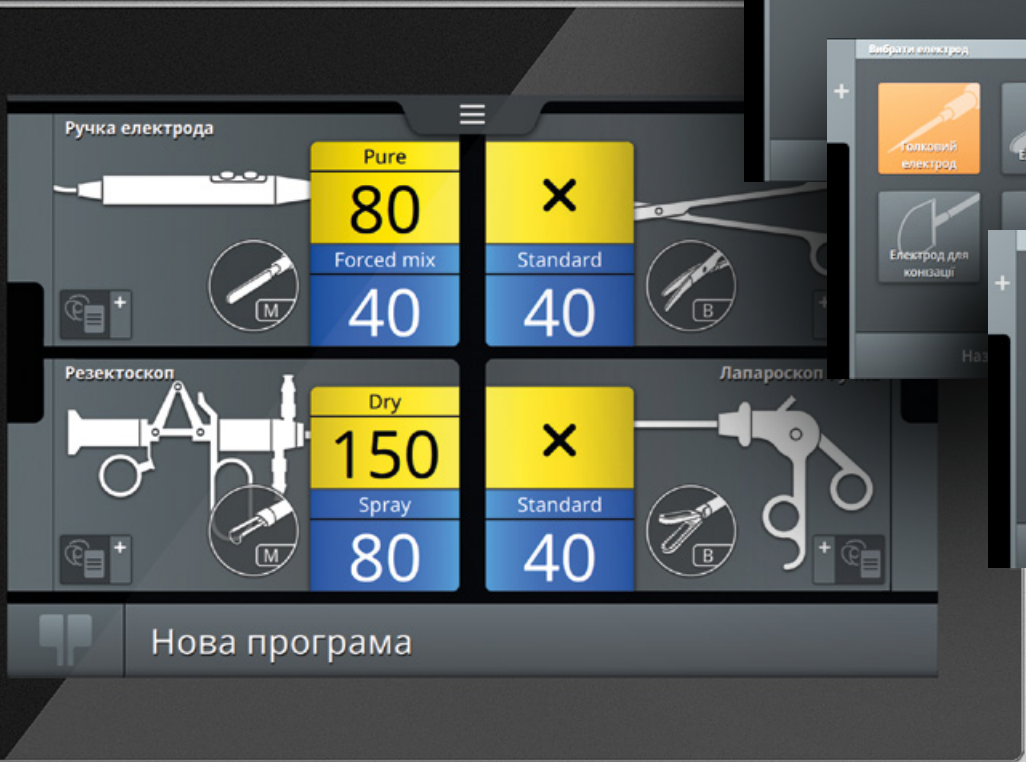 Вибрати електрод
Голковий
електрод
Електрод для
конізації
Ручка електрода
Pure
80
Forced mix
40
M
×
Standard
40
B
Резектоскоп
Dry
150
Spray
80
M
Лапароскоп
×
Standard
40
B
Нова програма